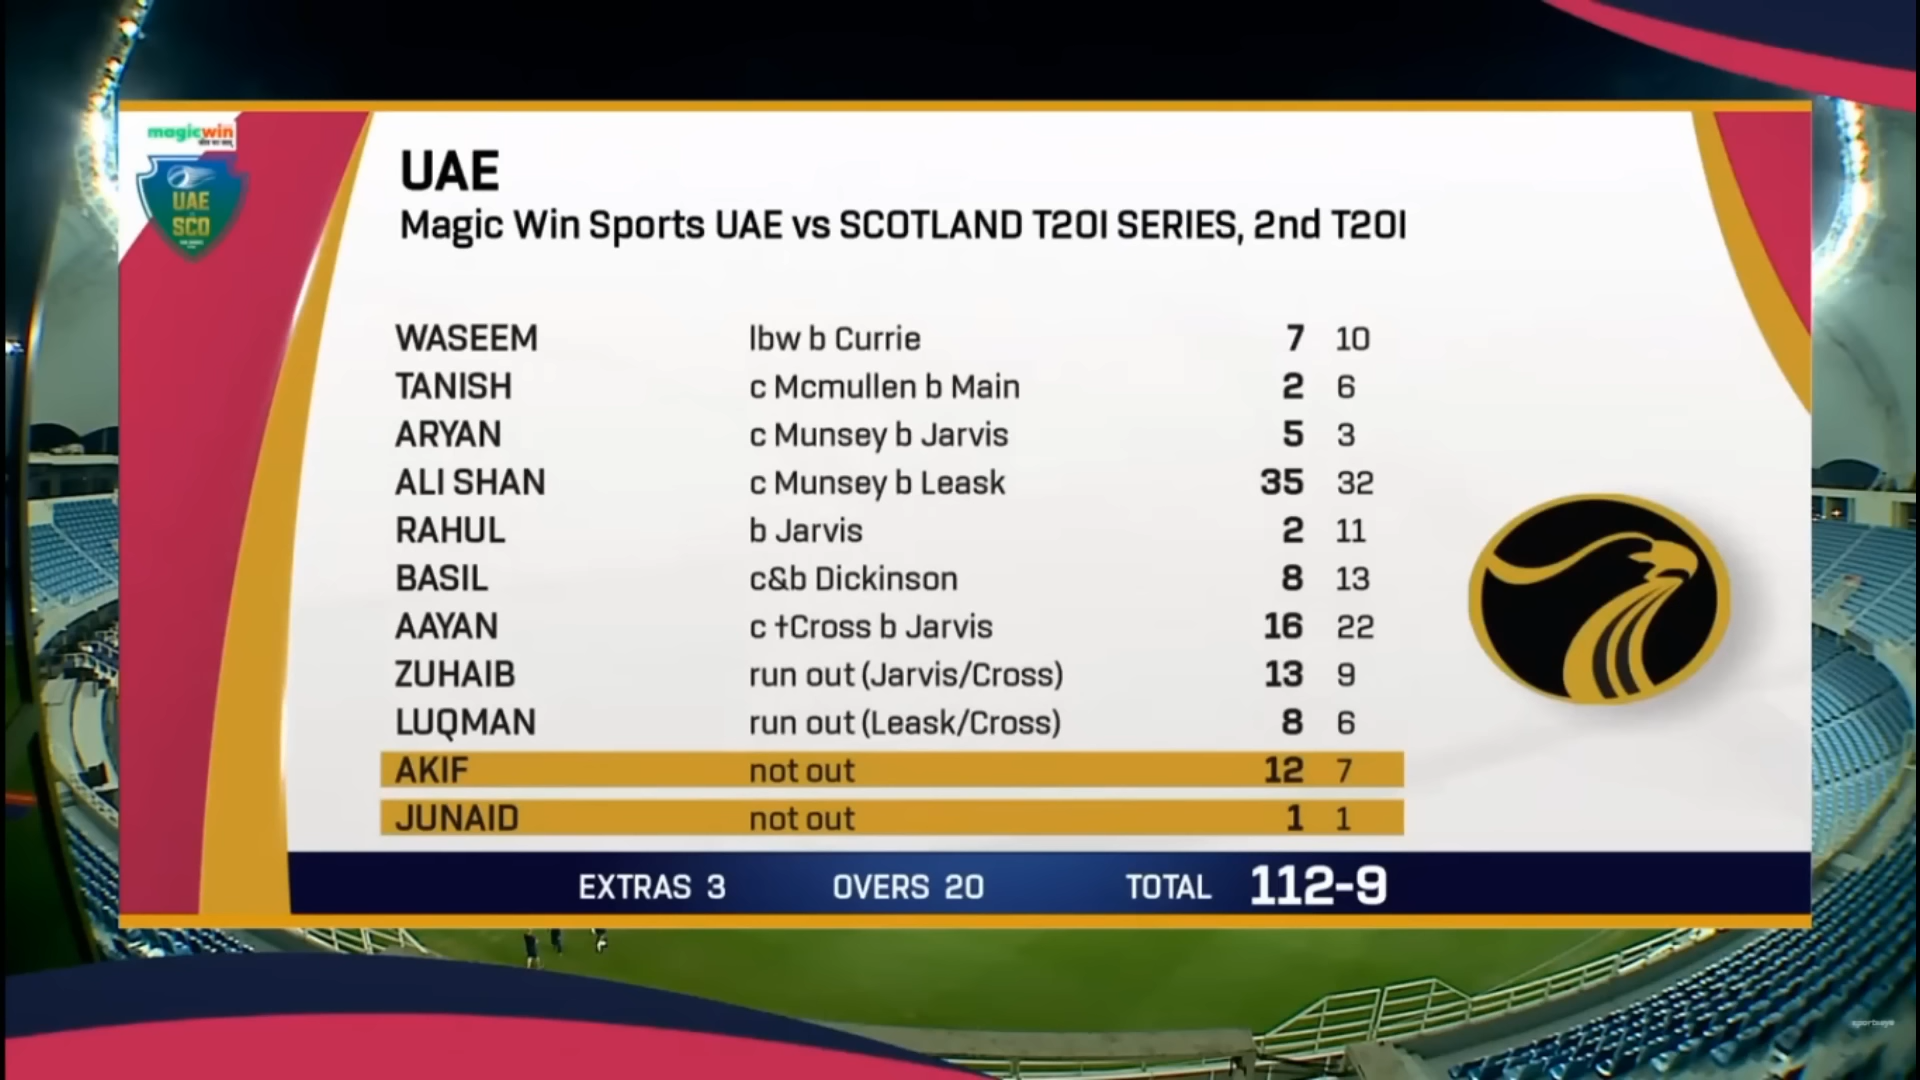 magicwin
UAE
SCO
UAE
Magic Win Sports UAE vs SCOTLAND T20I SERIES, 2nd T20I
WASEEM lbw b Currie 7 10
TANISH c Mcmullen b Main 2 6
ARYAN c Munsey b Jarvis 5 3
ALI SHAN c Munsey b Leask 35 32
RAHUL b Jarvis 2 11
BASIL c&b Dickinson 8 13
AAYAN c †Cross b Jarvis 16 22
ZUHAIB run out (Jarvis/Cross) 13 9
LUQMAN run out (Leask/Cross) 8 6
AKIF not out 12 7
JUNAID not out 1 1
EXTRAS 3 OVERS 20 TOTAL 112-9